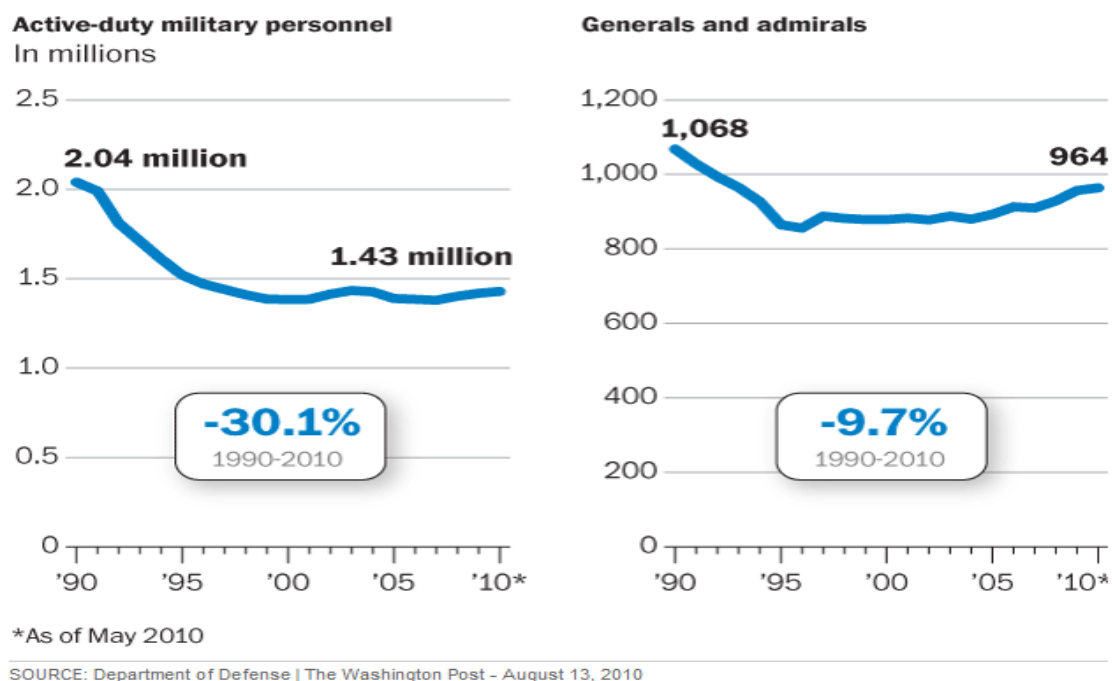 Active-duty military personnel
In millions
2.5
2.0
1.5
1.0
0.5
0
2.04 million
1.43 million
-30.1%
1990-2010
'90 '95 '00 '05 '10*
Generals and admirals
1,200
1,000
800
600
400
200
0
1,068
964
-9.7%
1990-2010
'90 '95 '00 '05 '10*
*As of May 2010
SOURCE: Department of Defense | The Washington Post - August 13, 2010